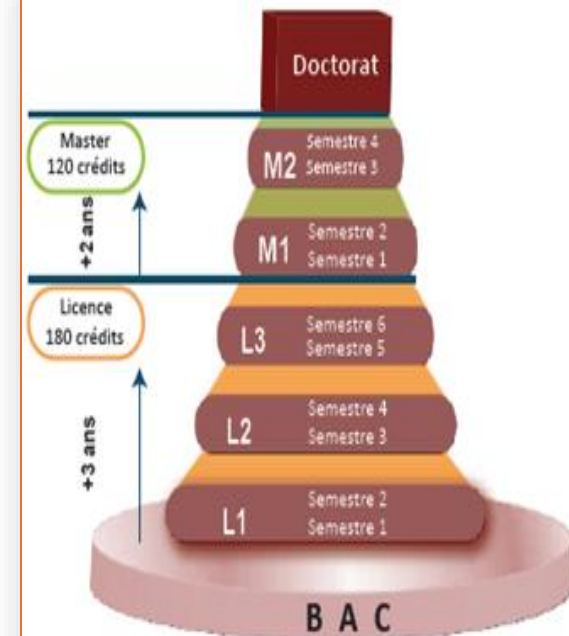 Doctorat
Master
120 crédits
+2 ans
M2
Semestre 4
Semestre 3
M1
Semestre 2
Semestre 1
Licence
180 crédits
+3 ans
L3
Semestre 6
Semestre 5
L2
Semestre 4
Semestre 3
L1
Semestre 2
Semestre 1
BAC